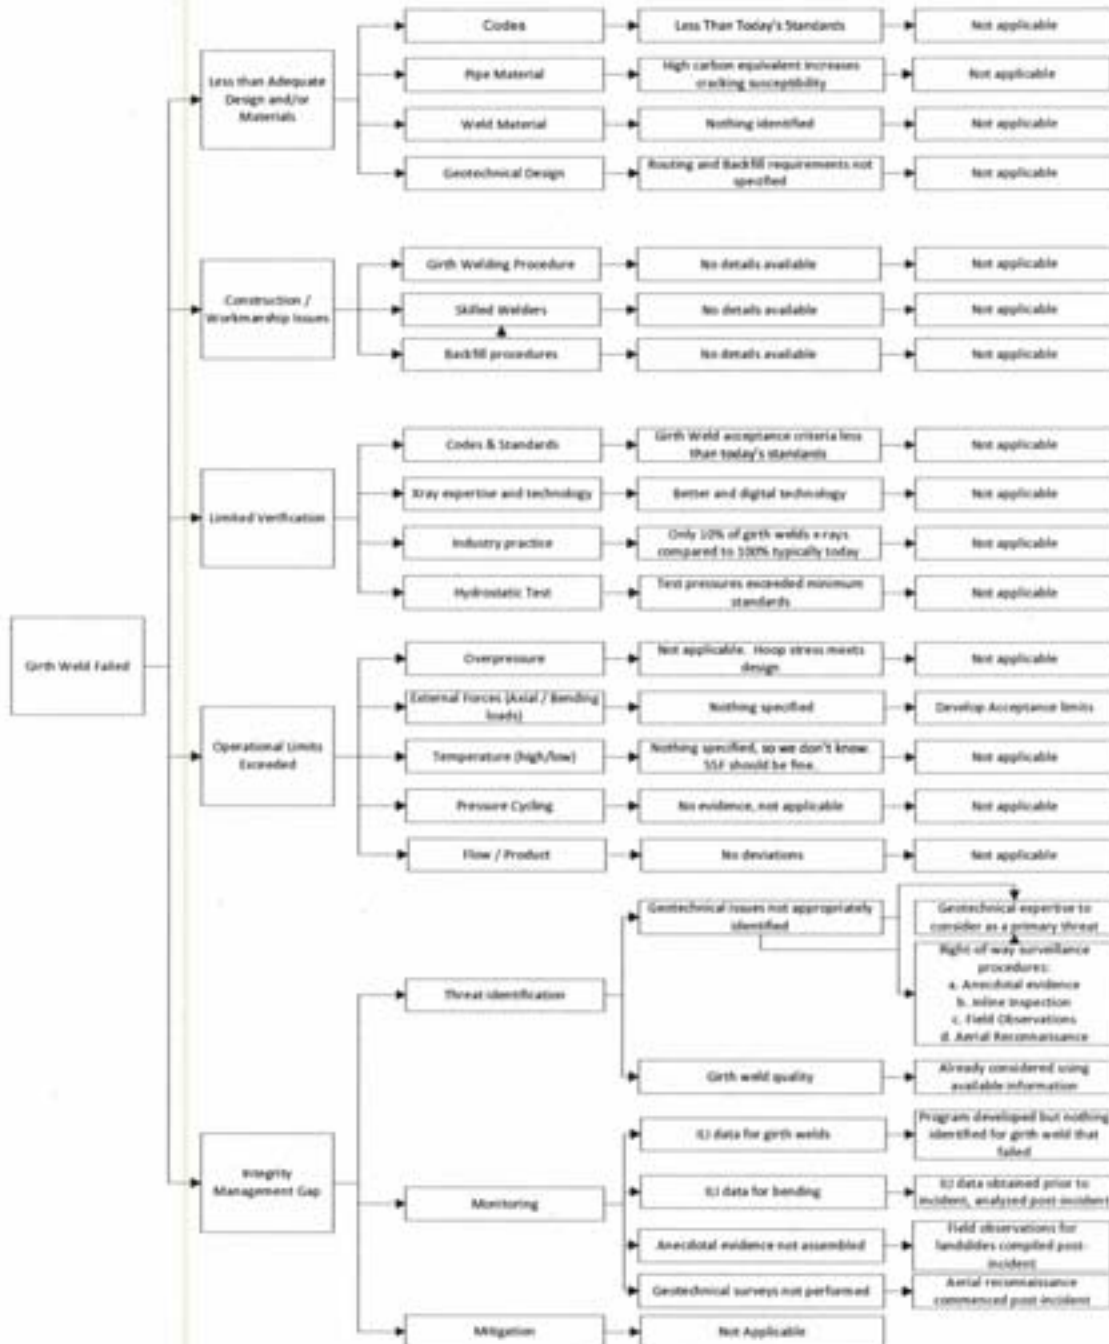 Girth Weld Failed
Less than Adequate
Design and/or
Materials
Codes
Less Than Today's Standards
Not applicable
Pipe Material
High carbon equivalent increases
cracking susceptibility
Not applicable
Weld Material
Nothing identified
Not applicable
Geotechnical Design
Routing and Backfill requirements not
specified
Not applicable
Construction /
Workmanship Issues
Girth Welding Procedure
No details available
Not applicable
Skilled Welders
No details available
Not applicable
Backfill procedures
No details available
Not applicable
Limited Verification
Codes & Standards
Girth Weld acceptance criteria less
than today's standards
Not applicable
Xray expertise and technology
Better and digital technology
Not applicable
Industry practice
Only 10% of girth welds x-rays
compared to 100% typically today
Not applicable
Hydrostatic Test
Test pressures exceeded minimum
standards
Not applicable
Operational Limits
Exceeded
Overpressure
Not applicable. Hoop stress meets
design
Not applicable
External Forces (Axial / Bending
loads)
Nothing specified
Develop Acceptance limits
Temperature (high/low)
Nothing specified, so we don't know.
SSF should be fine.
Not applicable
Pressure Cycling
No evidence, not applicable
Not applicable
Flow / Product
No deviations
Not applicable
Integrity
Management Gap
Threat identification
Geotechnical issues not appropriately
identified
Geotechnical expertise to
consider as a primary threat
Right of way surveillance
procedures:
a. Anecdotal evidence
b. Inline Inspection
c. Field Observations
d. Aerial Reconnaisance
Girth weld quality
Already considered using
available information
Monitoring
ILI data for girth welds
Program developed but nothing
identified for girth weld that
failed
ILI data for bending
ILI data obtained prior to
incident, analyzed post-incident
Anecdotal evidence not assembled
Field observations for
landslides compiled post-
incident
Geotechnical surveys not performed
Aerial reconnaissance
commenced post-incident
Mitigation
Not Applicable